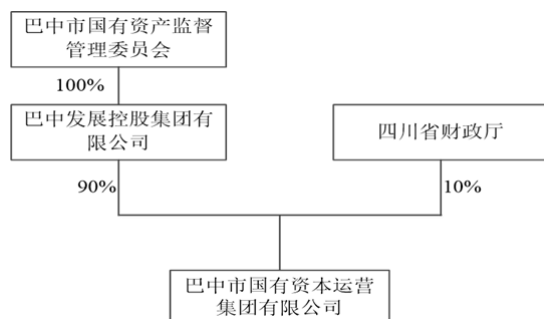 巴中市国有资产监督
管理委员会
100%
巴中发展控股集团有
限公司
四川省财政厅
90%
10%
巴中市国有资本运营
集团有限公司